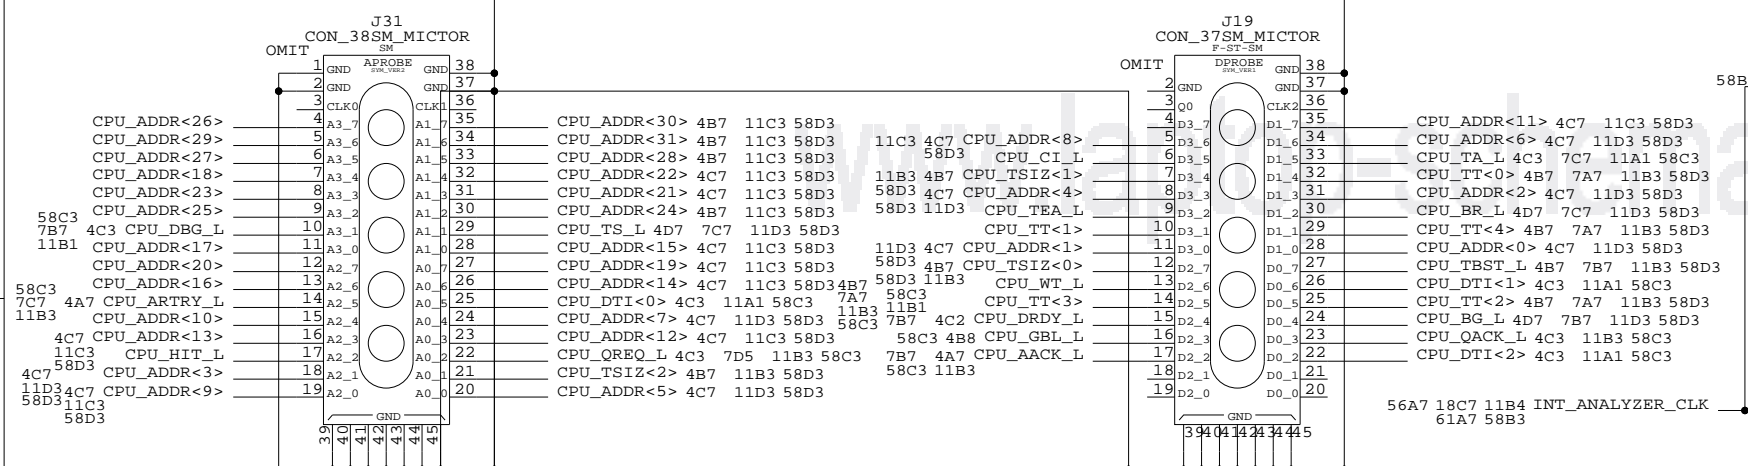 J31
CON_38SM_MICTOR
SM
OMIT
APROBE
SYM_VER2
1 GND GND 38
2 GND GND 37
3 CLK0 CLK1 36
CPU_ADDR<26> 4 A3_7 A1_7 35 CPU_ADDR<30> 4B7 11C3 58D3
CPU_ADDR<29> 5 A3_6 A1_6 34 CPU_ADDR<31> 4B7 11C3 58D3
CPU_ADDR<27> 6 A3_5 A1_5 33 CPU_ADDR<28> 4B7 11C3 58D3
CPU_ADDR<18> 7 A3_4 A1_4 32 CPU_ADDR<22> 4C7 11C3 58D3
CPU_ADDR<23> 8 A3_3 A1_3 31 CPU_ADDR<21> 4C7 11C3 58D3
CPU_ADDR<25> 9 A3_2 A1_2 30 CPU_ADDR<24> 4B7 11C3 58D3
58C3
7B7 4C3 CPU_DBG_L 10 A3_1 A1_1 29 CPU_TS_L 4D7 7C7 11D3 58D3
11B1
CPU_ADDR<17> 11 A3_0 A1_0 28 CPU_ADDR<15> 4C7 11C3 58D3
CPU_ADDR<20> 12 A2_7 A0_7 27 CPU_ADDR<19> 4C7 11C3 58D3
CPU_ADDR<16> 13 A2_6 A0_6 26 CPU_ADDR<14> 4C7 11C3 58D3
58C3
7C7 4A7 CPU_ARTRY_L 14 A2_5 A0_5 25 CPU_DTI<0> 4C3 11A1 58C3
11B3
CPU_ADDR<10> 15 A2_4 A0_4 24 CPU_ADDR<7> 4C7 11D3 58D3
4C7 CPU_ADDR<13> 16 A2_3 A0_3 23 CPU_ADDR<12> 4C7 11C3 58D3
11C3
58D3
CPU_HIT_L 17 A2_2 A0_2 22 CPU_QREQ_L 4C3 7D5 11B3 58C3
4C7 CPU_ADDR<3> 18 A2_1 A0_1 21 CPU_TSIZ<2> 4B7 11B3 58D3
11D3
58D3
4C7 CPU_ADDR<9> 19 A2_0 A0_0 20 CPU_ADDR<5> 4C7 11D3 58D3
11C3
58D3
GND
39 40 41 42 43 44 45
J19
CON_37SM_MICTOR
F-ST-SM
OMIT
DPROBE
SYM_VER1
GND 38
2 GND GND 37
3 Q0 CLK2 36
4 D3_7 D1_7 35 CPU_ADDR<11> 4C7 11C3 58D3
11C3 4C7 CPU_ADDR<8> 5 D3_6 D1_6 34 CPU_ADDR<6> 4C7 11D3 58D3
58D3
CPU_CI_L 6 D3_5 D1_5 33 CPU_TA_L 4C3 7C7 11A1 58C3
11B3 4B7 CPU_TSIZ<1> 7 D3_4 D1_4 32 CPU_TT<0> 4B7 7A7 11B3 58D3
58D3 4C7 CPU_ADDR<4> 8 D3_3 D1_3 31 CPU_ADDR<2> 4C7 11D3 58D3
58D3 11D3
CPU_TEA_L 9 D3_2 D1_2 30 CPU_BR_L 4D7 7C7 11D3 58D3
CPU_TT<1> 10 D3_1 D1_1 29 CPU_TT<4> 4B7 7A7 11B3 58D3
11D3 4C7 CPU_ADDR<1> 11 D3_0 D1_0 28 CPU_ADDR<0> 4C7 11D3 58D3
58D3
4B7 CPU_TSIZ<0> 12 D2_7 D0_7 27 CPU_TBST_L 4B7 7B7 11B3 58D3
58D3 11B3
CPU_WT_L 13 D2_6 D0_6 26 CPU_DTI<1> 4C3 11A1 58C3
4B7
7A7 58C3 CPU_TT<3> 14 D2_5 D0_5 25 CPU_TT<2> 4B7 7A7 11B3 58D3
11B3 11B1
58C3 7B7 4C2 CPU_DRDY_L 15 D2_4 D0_4 24 CPU_BG_L 4D7 7B7 11D3 58D3
58C3 4B8 CPU_GBL_L 16 D2_3 D0_3 23 CPU_QACK_L 4C3 11B3 58C3
7B7 4A7 CPU_AACK_L 17 D2_2 D0_2 22 CPU_DTI<2> 4C3 11A1 58C3
58C3 11B3
18 D2_1 D0_1 21
19 D2_0 D0_0 20
GND
39 40 41 42 43 44 45
58B
56A7 18C7 11B4 INT_ANALYZER_CLK
61A7 58B3
www.laptop-schema